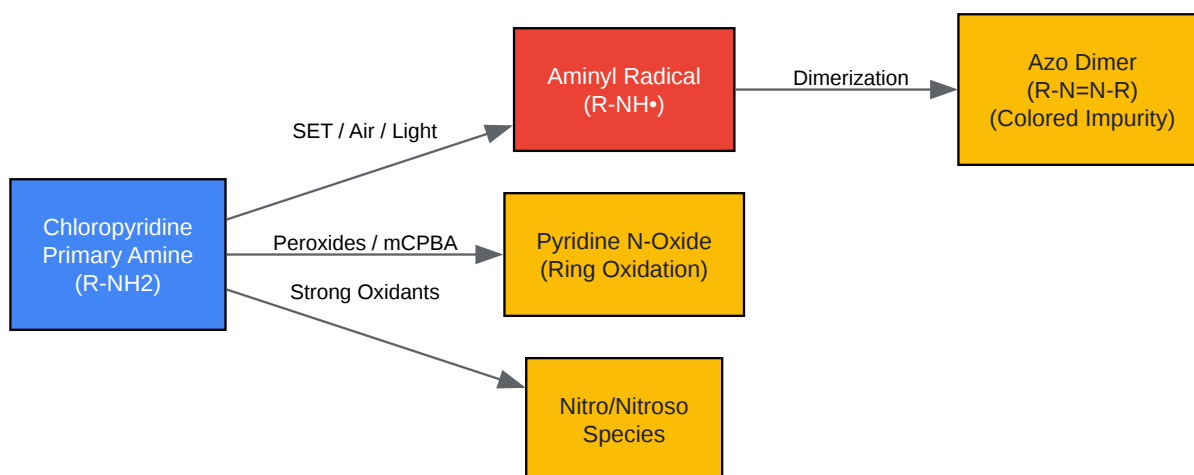 Chloropyridine
Primary Amine
(R-NH2)
SET / Air / Light
Aminyl Radical
(R-NH•)
Dimerization
Azo Dimer
(R-N=N-R)
(Colored Impurity)
Peroxides / mCPBA
Pyridine N-Oxide
(Ring Oxidation)
Strong Oxidants
Nitro/Nitroso
Species